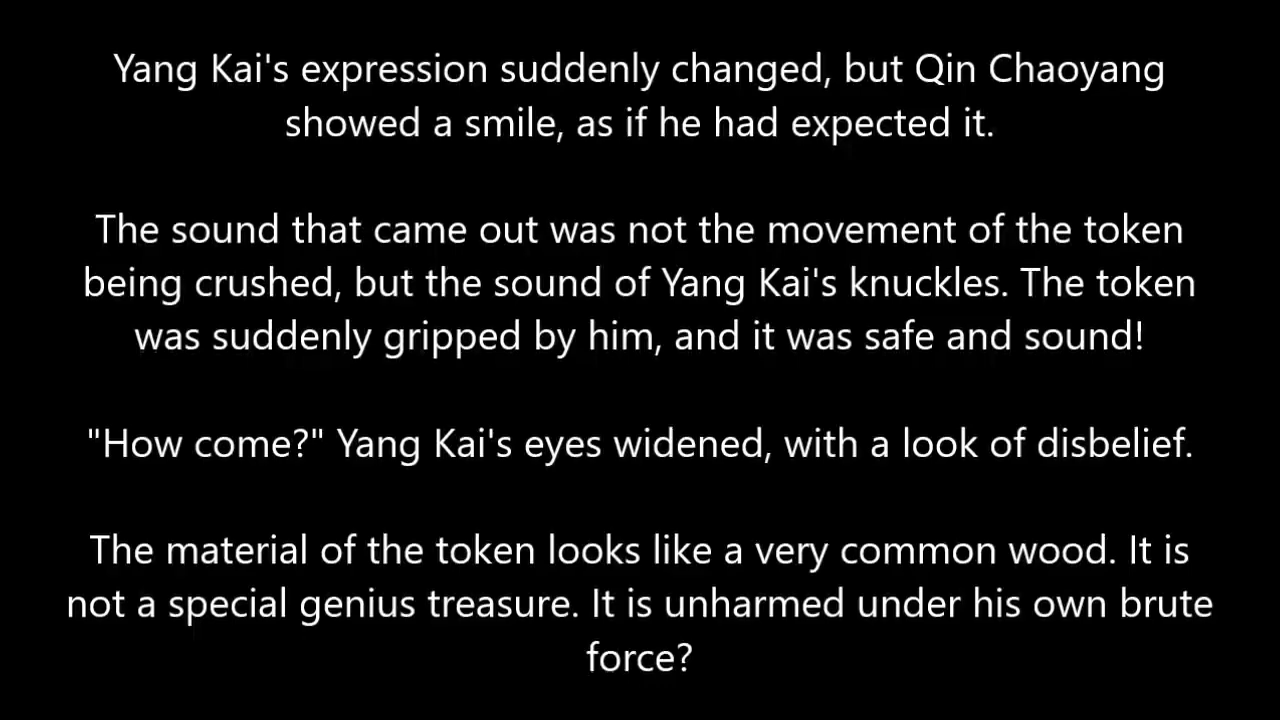 Yang Kai's expression suddenly changed, but Qin Chaoyang
showed a smile, as if he had expected it.
The sound that came out was not the movement of the token
being crushed, but the sound of Yang Kai's knuckles. The token
was suddenly gripped by him, and it was safe and sound!
"How come?" Yang Kai's eyes widened, with a look of disbelief.
The material of the token looks like a very common wood. It is
not a special genius treasure. It is unharmed under his own brute
force?